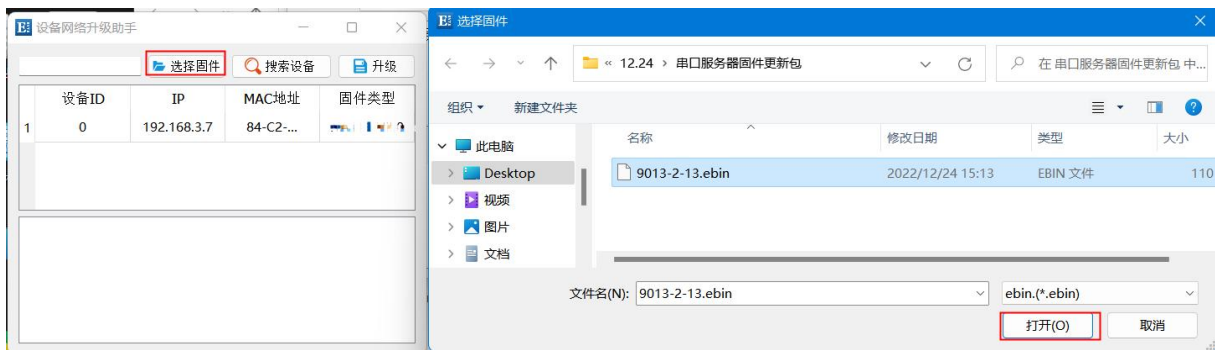 设备网络升级助手
选择固件 搜索设备 升级
设备ID IP MAC地址 固件类型
1 0 192.168.3.7 84-C2-...
选择固件
« 12.24 › 串口服务器固件更新包
在 串口服务器固件更新包 中...
组织 新建文件夹
名称 修改日期 类型 大小
此电脑
Desktop
视频
图片
文档
9013-2-13.ebin 2022/12/24 15:13 EBIN 文件 110
文件名(N): 9013-2-13.ebin ebin.(*.ebin)
打开(O) 取消